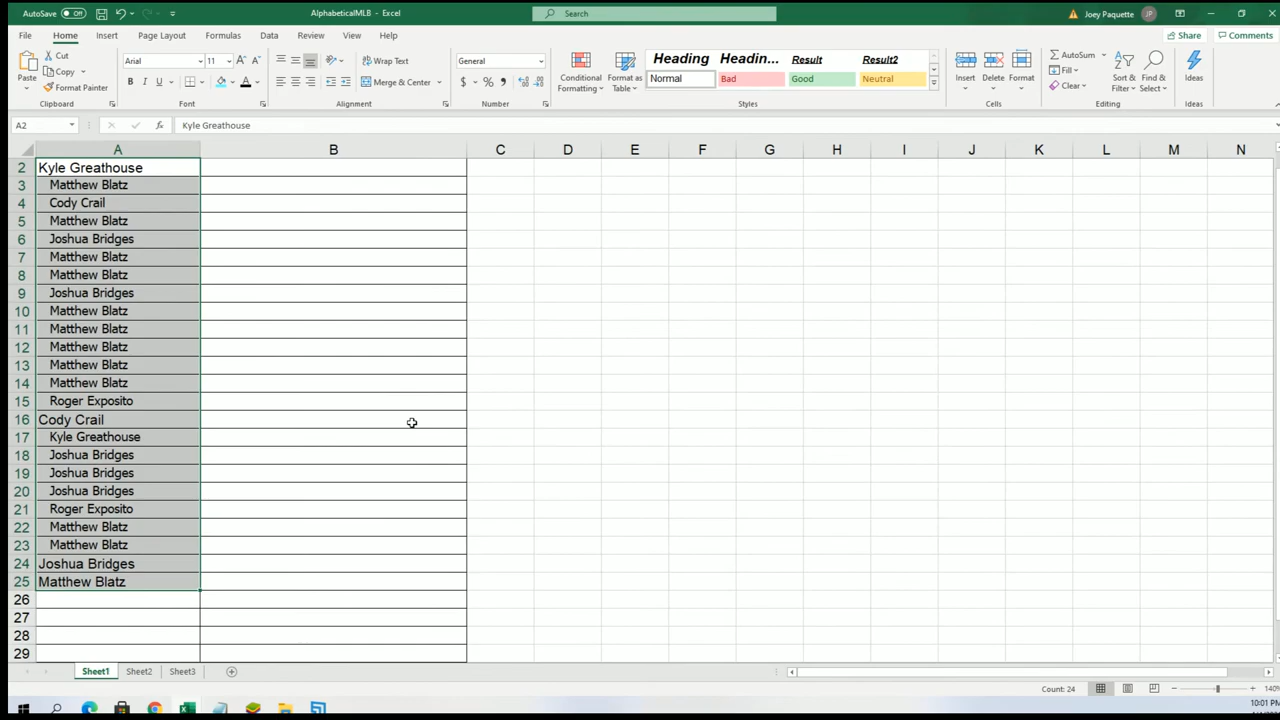 AutoSave Off AlphabeticalMLB - Excel Search Joey Paquette JP
File Home Insert Page Layout Formulas Data Review View Help Share Comments
Paste Cut Copy Format Painter Clipboard
Arial 11 A A B I U A Font
Wrap Text Merge & Center Alignment
General $ % Number
Conditional Formatting Format as Table
Heading Headin... Result Result2
Normal Bad Good Neutral
Styles
Insert Delete Format Cells
AutoSum Fill Clear Sort & Filter Find & Select Editing
Ideas Ideas
A2 fx Kyle Greathouse
A B C D E F G H I J K L M N
2 Kyle Greathouse
3 Matthew Blatz
4 Cody Crail
5 Matthew Blatz
6 Joshua Bridges
7 Matthew Blatz
8 Matthew Blatz
9 Joshua Bridges
10 Matthew Blatz
11 Matthew Blatz
12 Matthew Blatz
13 Matthew Blatz
14 Matthew Blatz
15 Roger Exposito
16 Cody Crail
17 Kyle Greathouse
18 Joshua Bridges
19 Joshua Bridges
20 Joshua Bridges
21 Roger Exposito
22 Matthew Blatz
23 Matthew Blatz
24 Joshua Bridges
25 Matthew Blatz
26
27
28
29
Sheet1 Sheet2 Sheet3
Count: 24 140%
10:01 PM